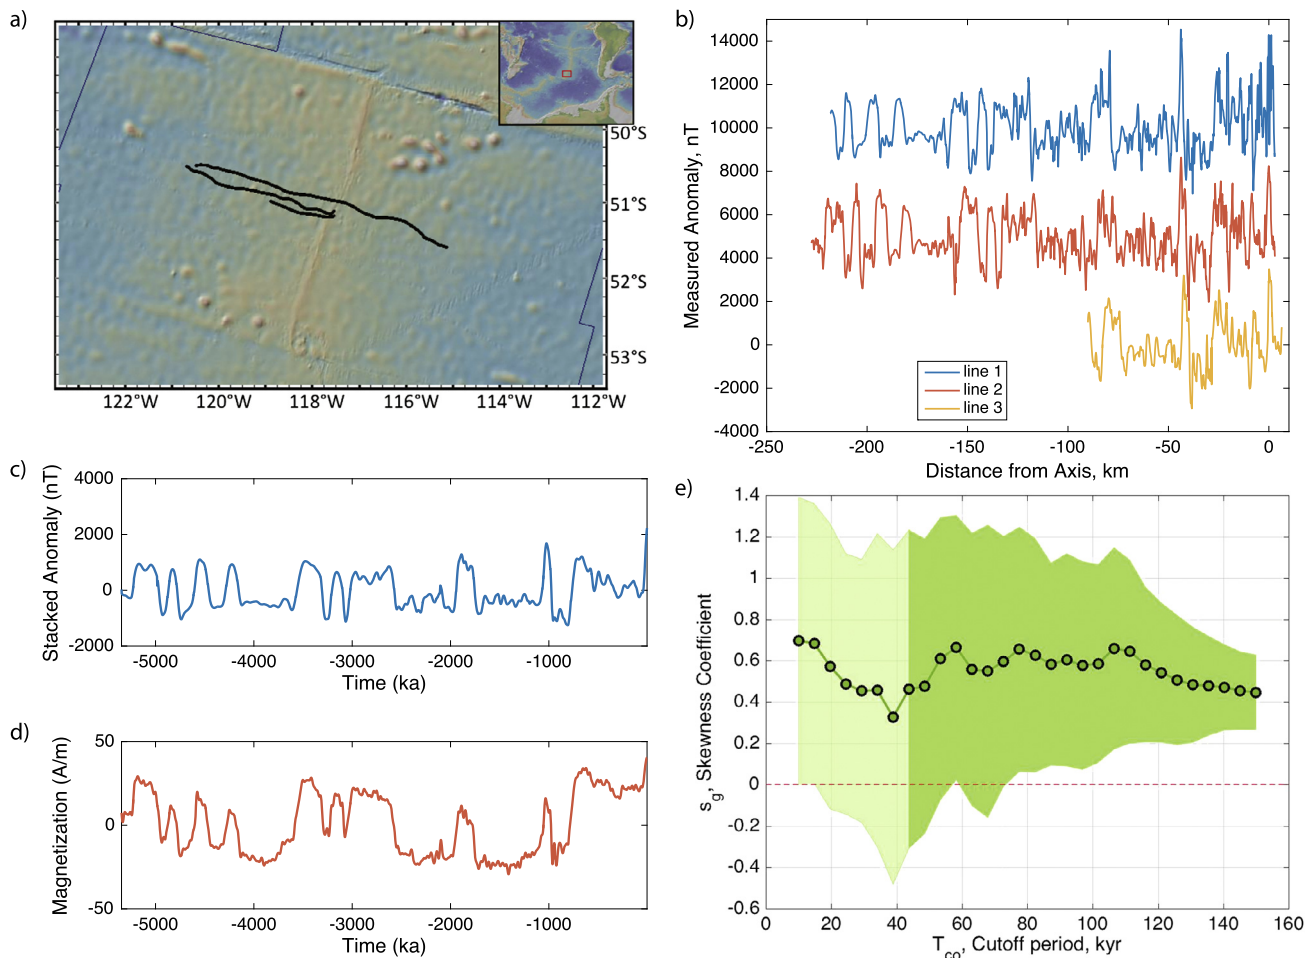 a)
50°S
51°S
52°S
53°S
122°W
120°W
118°W
116°W
114°W
112°W
b)
14000
12000
10000
8000
6000
4000
2000
0
-2000
-4000
Measured Anomaly, nT
line 1
line 2
line 3
-250
-200
-150
-100
-50
0
Distance from Axis, km
c)
4000
2000
0
-2000
Stacked Anomaly (nT)
-5000
-4000
-3000
-2000
-1000
Time (ka)
d)
50
0
-50
Magnetization (A/m)
-5000
-4000
-3000
-2000
-1000
Time (ka)
e)
1.4
1.2
1
0.8
0.6
0.4
0.2
0
-0.2
-0.4
-0.6
s_g, Skewness Coefficient
0
20
40
60
80
100
120
140
160
T_co, Cutoff period, kyr